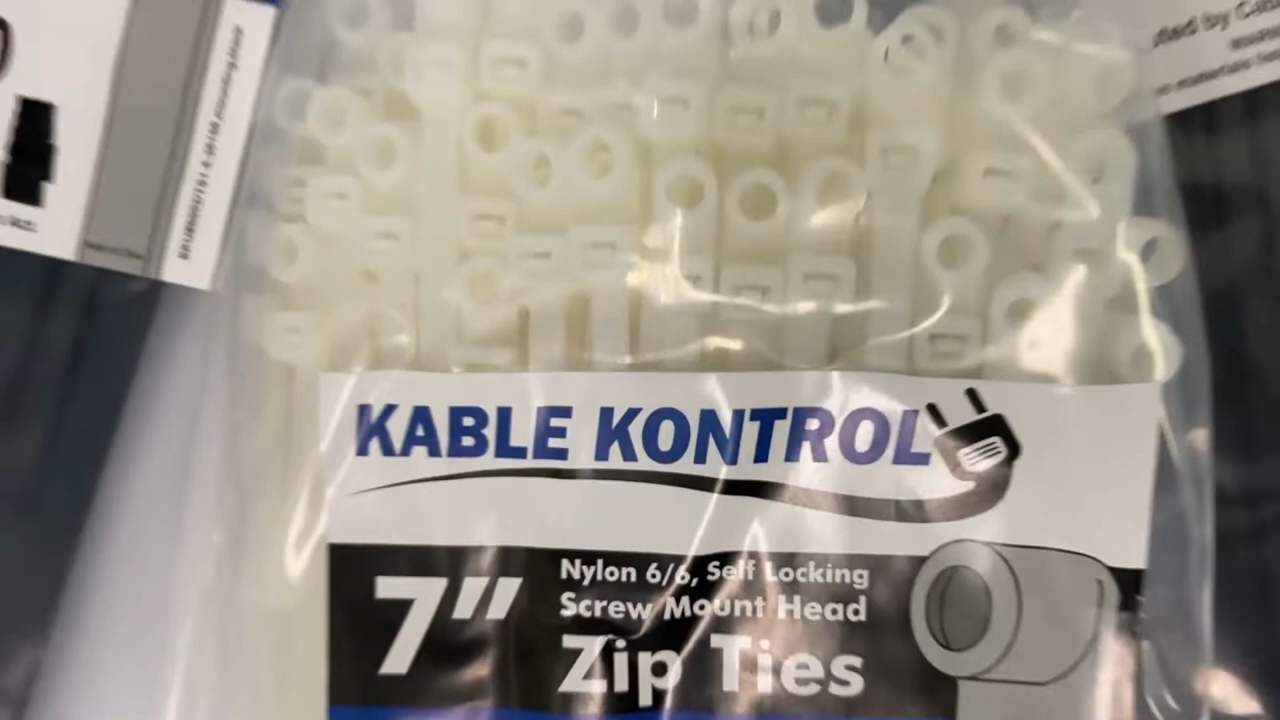 KABLE KONTROL
7"
Nylon 6/6, Self Locking
Screw Mount Head
Zip Ties